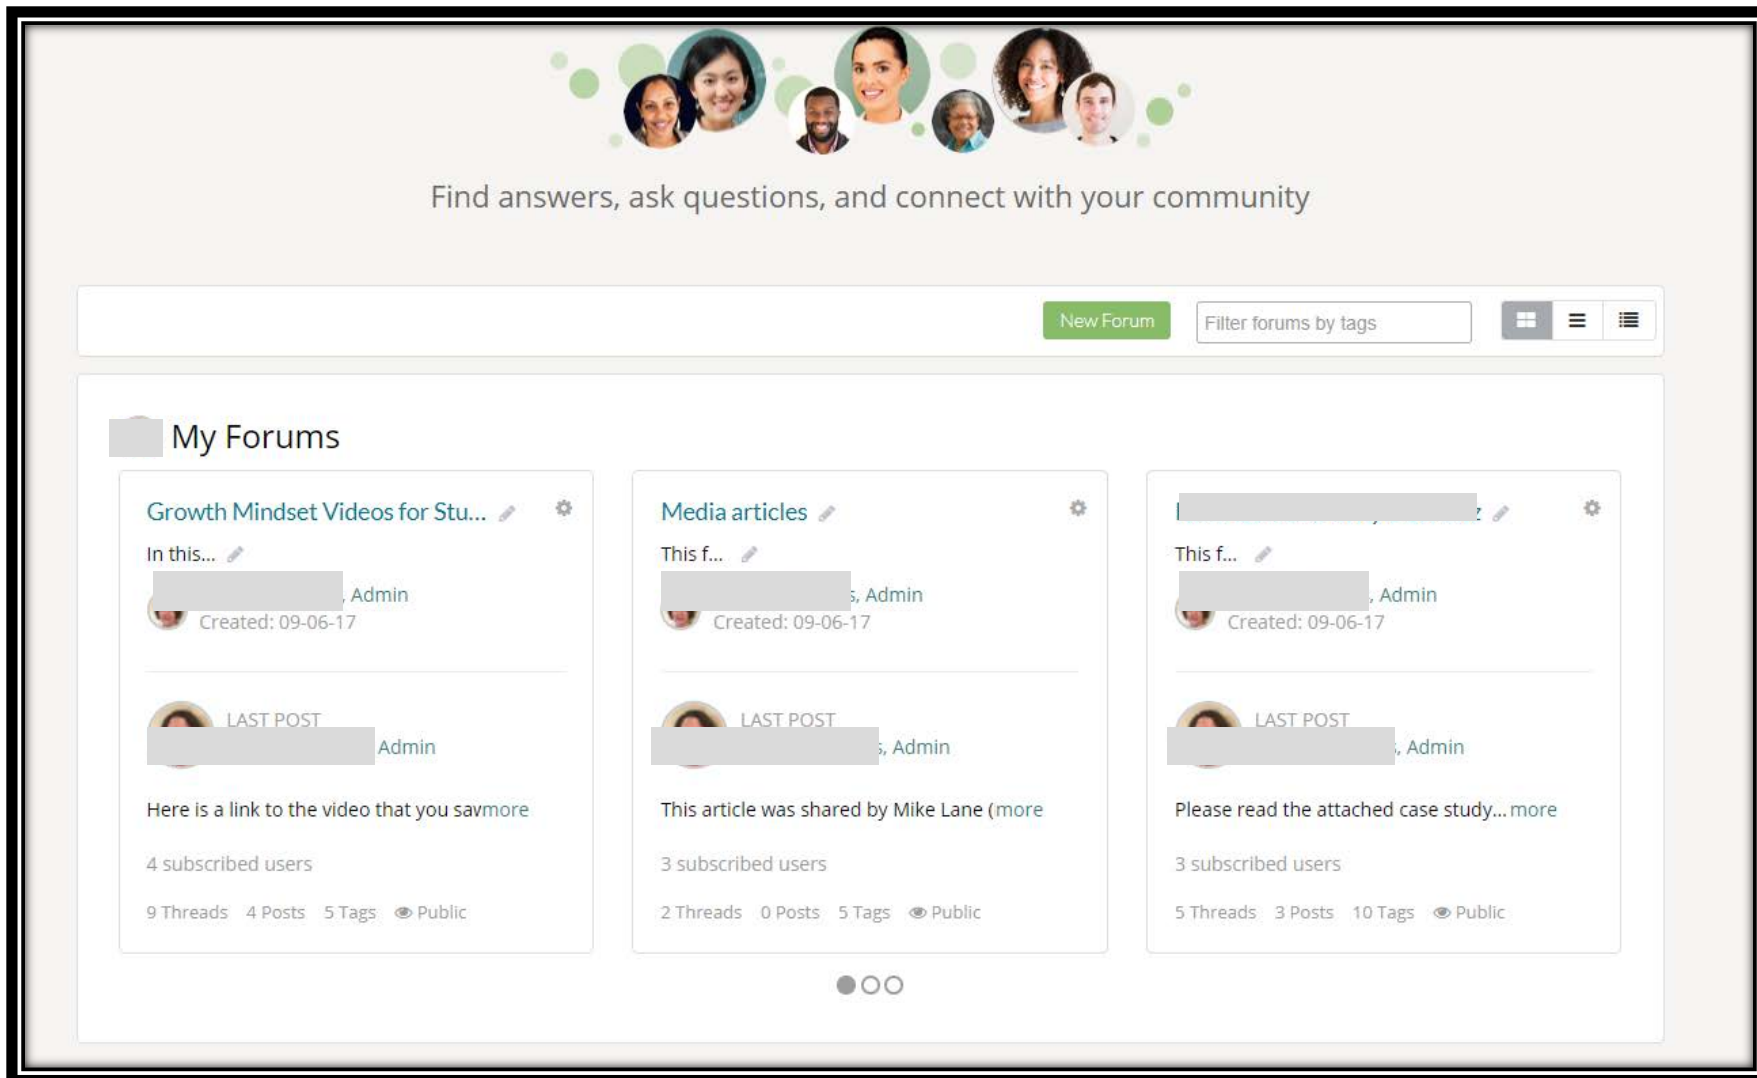 Find answers, ask questions, and connect with your community
New Forum
Filter forums by tags
My Forums
Growth Mindset Videos for Stu...
In this...
, Admin
Created: 09-06-17
LAST POST
Admin
Here is a link to the video that you sawmore
4 subscribed users
9 Threads 4 Posts 5 Tags Public
Media articles
This f...
s, Admin
Created: 09-06-17
LAST POST
s, Admin
This article was shared by Mike Lane (more
3 subscribed users
2 Threads 0 Posts 5 Tags Public
This f...
, Admin
Created: 09-06-17
LAST POST
, Admin
Please read the attached case study... more
3 subscribed users
5 Threads 3 Posts 10 Tags Public